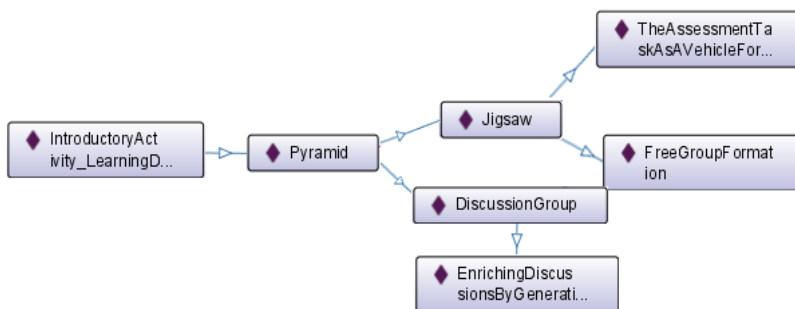 TheAssessmentTa
skAsAVehicleFor...
IntroductoryAct
ivity_LearningD...
Pyramid
Jigsaw
FreeGroupFormat
ion
DiscussionGroup
EnrichingDiscus
sionsByGenerati...